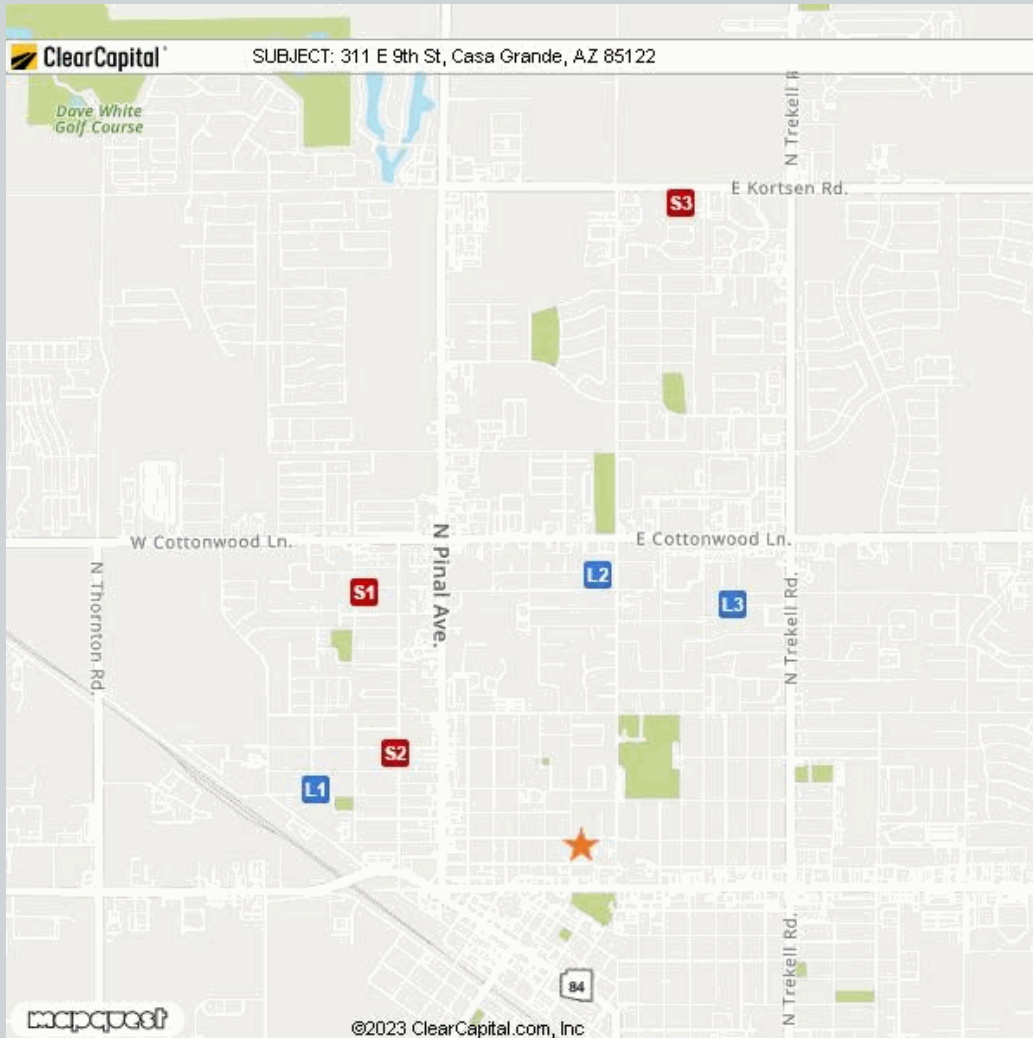 ClearCapital
SUBJECT: 311 E 9th St, Casa Grande, AZ 85122
Dave White
Golf Course
N Trekell R
E Kortsen Rd.
S3
W Cottonwood Ln.
N Pinal Ave.
E Cottonwood Ln.
N Thornton Rd.
S1
L2
L3
N Trekell Rd.
S2
L1
N Trekell Rd.
84
mapquest
©2023 ClearCapital.com, Inc